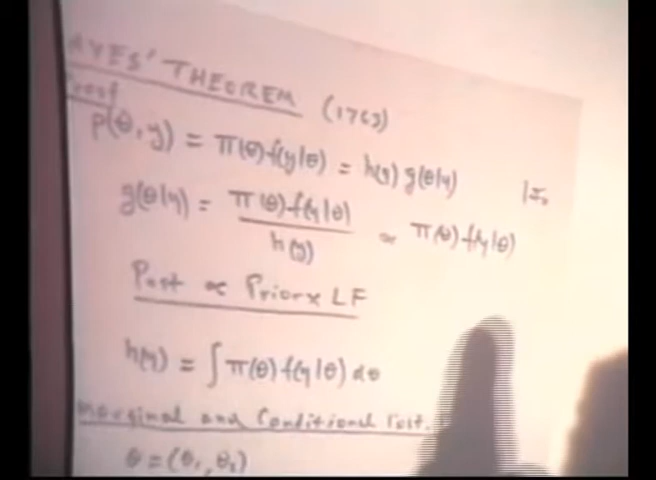 AYES' THEOREM (1763)
Proof
p(θ, y) = π(θ) f(y|θ) = h(y) g(θ|y)
g(θ|y) = π(θ) f(y|θ) / h(y) ∝ π(θ) f(y|θ)
Post ∝ Prior x LF
h(y) = ∫ π(θ) f(y|θ) dθ
Marginal and Conditional Post.
θ = (θ₁, θ₂)